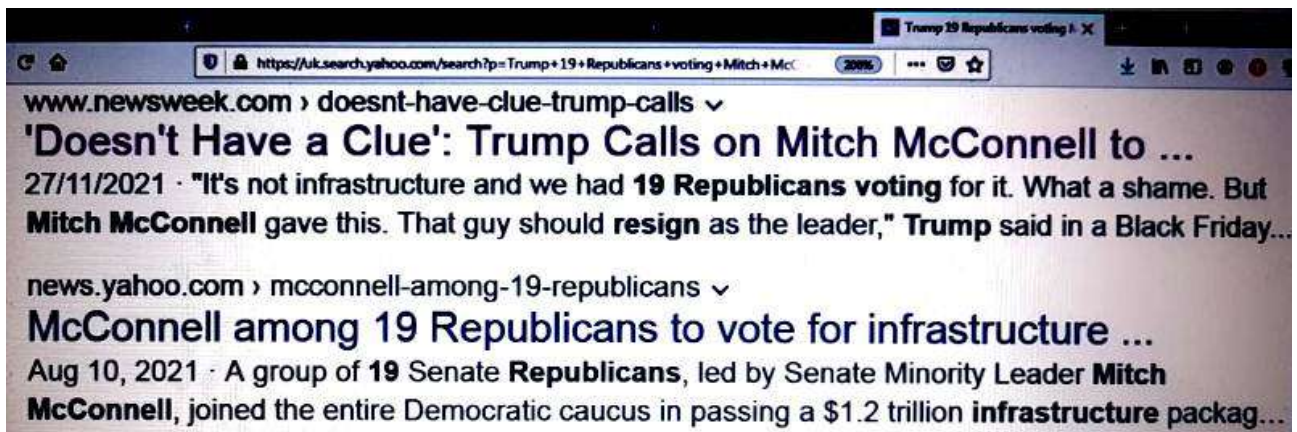 Trump 19 Republicans voting
https://uk.search.yahoo.com/search?p=Trump+19+Republicans+voting+Mitch+Mc
200%
www.newsweek.com › doesnt-have-clue-trump-calls
'Doesn't Have a Clue': Trump Calls on Mitch McConnell to ...
27/11/2021 · "It's not infrastructure and we had 19 Republicans voting for it. What a shame. But
Mitch McConnell gave this. That guy should resign as the leader," Trump said in a Black Friday...
news.yahoo.com › mcconnell-among-19-republicans
McConnell among 19 Republicans to vote for infrastructure ...
Aug 10, 2021 · A group of 19 Senate Republicans, led by Senate Minority Leader Mitch
McConnell, joined the entire Democratic caucus in passing a $1.2 trillion infrastructure packag...